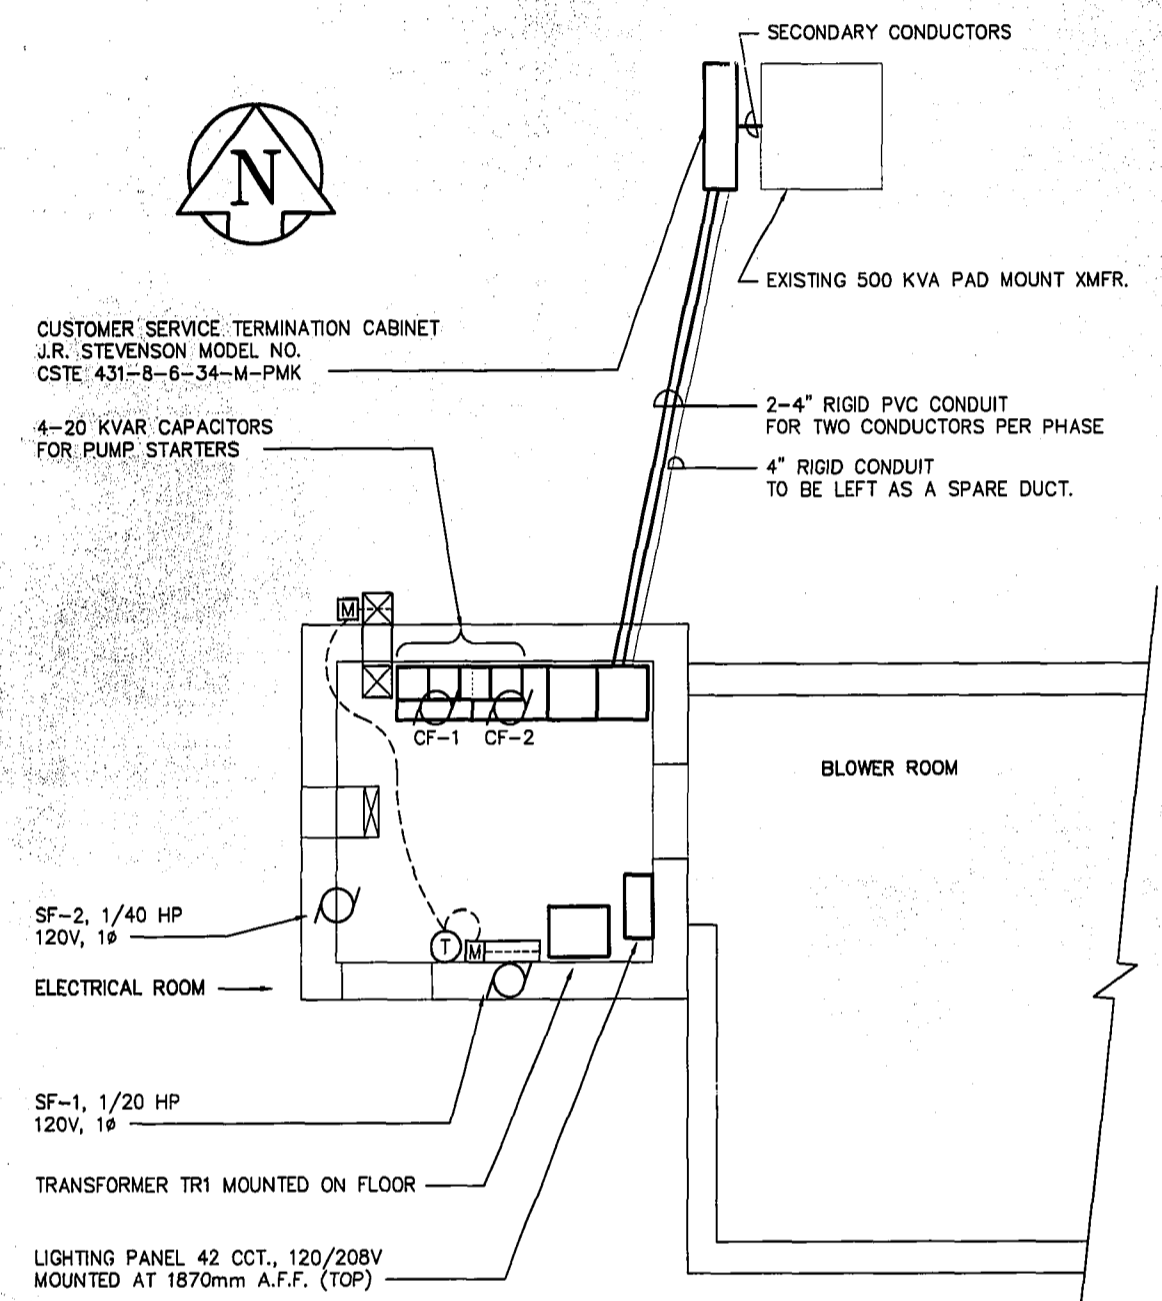 SECONDARY CONDUCTORS
N
EXISTING 500 KVA PAD MOUNT XMFR.
CUSTOMER SERVICE TERMINATION CABINET
J.R. STEVENSON MODEL NO.
CSTE 431-8-6-34-M-PMK
2-4" RIGID PVC CONDUIT
FOR TWO CONDUCTORS PER PHASE
4-20 KVAR CAPACITORS
FOR PUMP STARTERS
4" RIGID CONDUIT
TO BE LEFT AS A SPARE DUCT.
M
CF-1
CF-2
BLOWER ROOM
SF-2, 1/40 HP
120V, 1ø
T
M
ELECTRICAL ROOM
SF-1, 1/20 HP
120V, 1ø
TRANSFORMER TR1 MOUNTED ON FLOOR
LIGHTING PANEL 42 CCT., 120/208V
MOUNTED AT 1870mm A.F.F. (TOP)